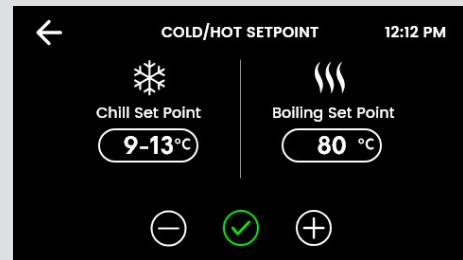 COLD/HOT SETPOINT 12:12 PM
Chill Set Point
9-13°C
Boiling Set Point
80 °C